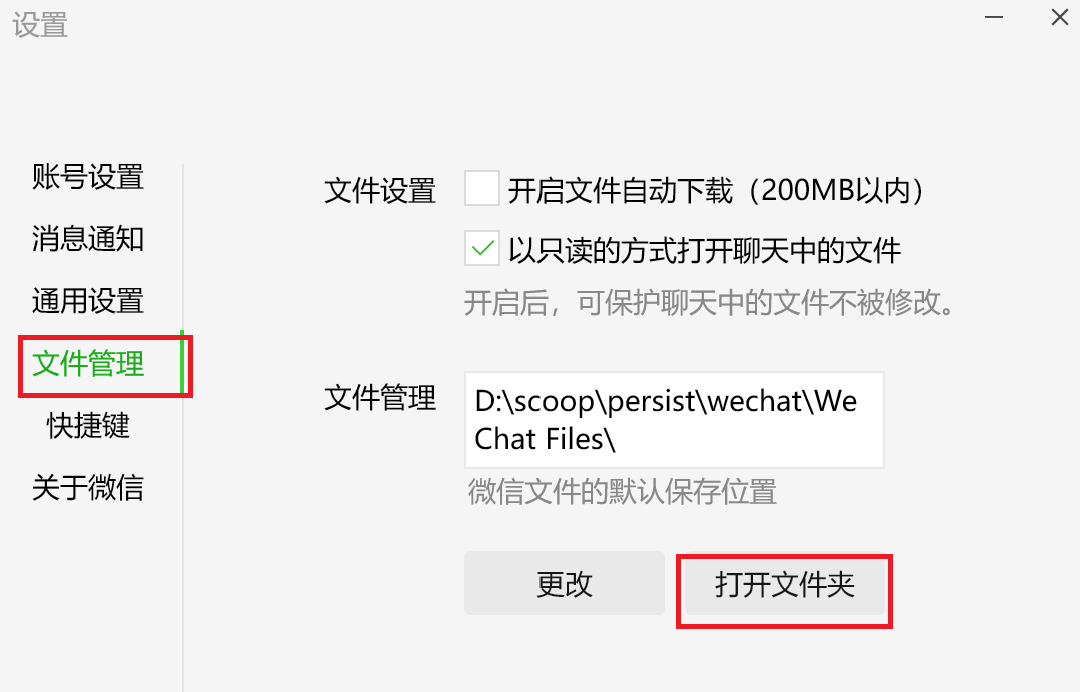 设置
账号设置
消息通知
通用设置
文件管理
快捷键
关于微信
文件设置
开启文件自动下载（200MB以内）
以只读的方式打开聊天中的文件
开启后，可保护聊天中的文件不被修改。
文件管理
D:\scoop\persist\wechat\We
Chat Files\
微信文件的默认保存位置
更改
打开文件夹